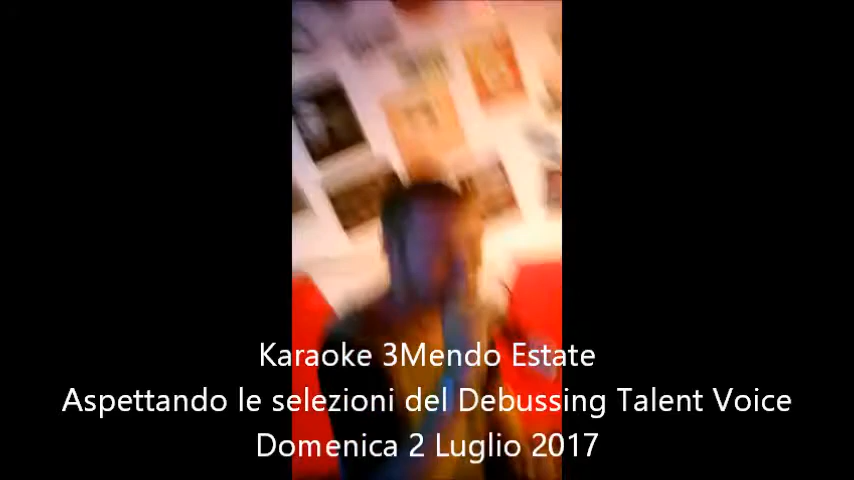 Karaoke 3Mendo Estate
Aspettando le selezioni del Debussing Talent Voice
Domenica 2 Luglio 2017